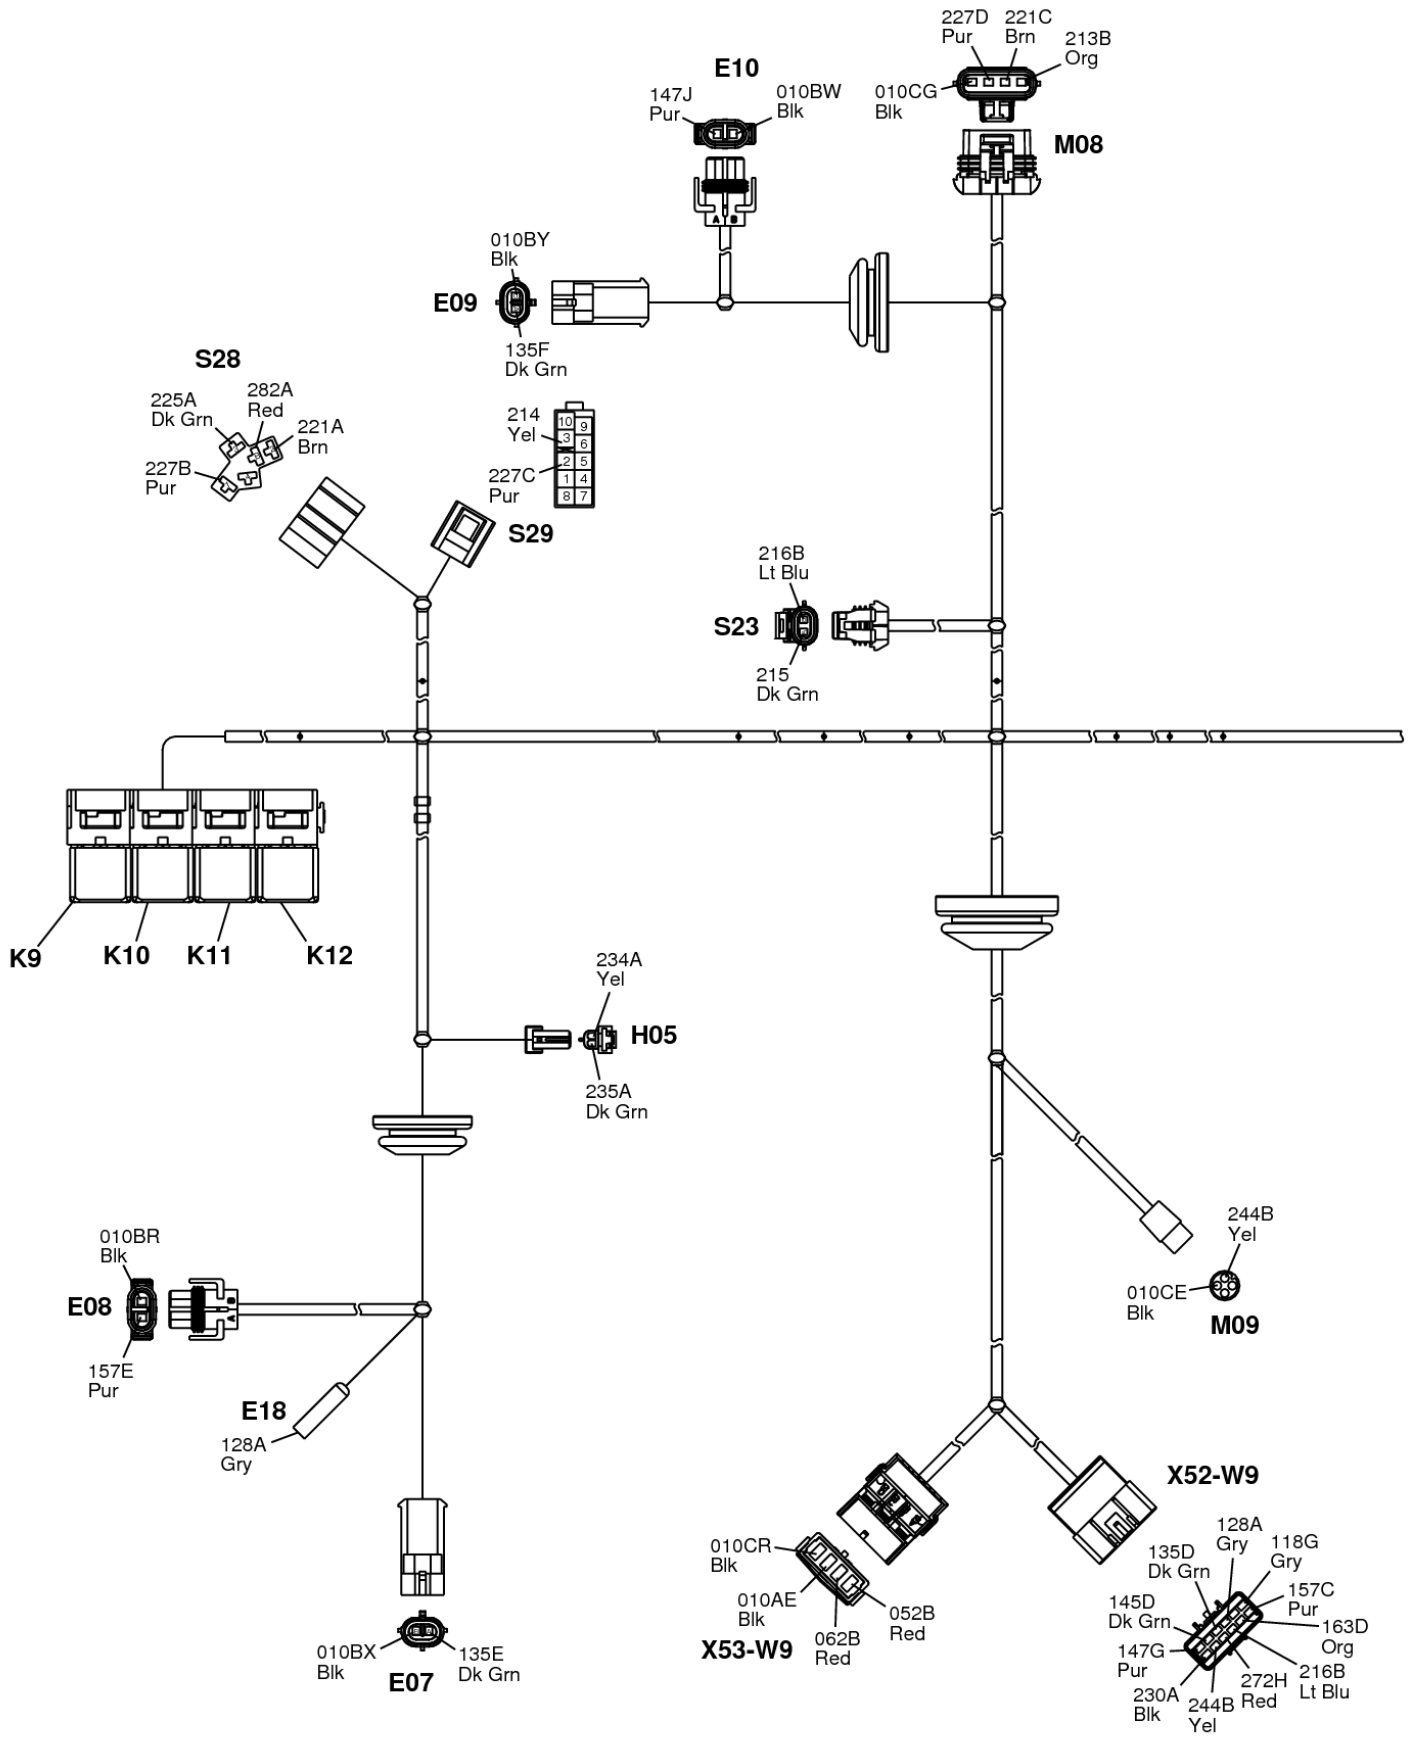 227D
Pur
221C
Brn
213B
Org
010CG
Blk
M08
E10
147J
Pur
010BW
Blk
A B
010BY
Blk
E09
135F
Dk Grn
S28
225A
Dk Grn
282A
Red
221A
Brn
227B
Pur
214
Yel
227C
Pur
10 9
3 6
2 5
1 4
8 7
S29
216B
Lt Blu
S23
215
Dk Grn
K9
K10
K11
K12
234A
Yel
H05
235A
Dk Grn
010BR
Blk
E08
B
A
157E
Pur
E18
128A
Gry
244B
Yel
010CE
Blk
M09
010BX
Blk
135E
Dk Grn
E07
010CR
Blk
010AE
Blk
062B
Red
052B
Red
X53-W9
X52-W9
128A
Gry
118G
Gry
135D
Dk Grn
157C
Pur
145D
Dk Grn
163D
Org
147G
Pur
216B
Lt Blu
272H
Red
230A
Blk
244B
Yel